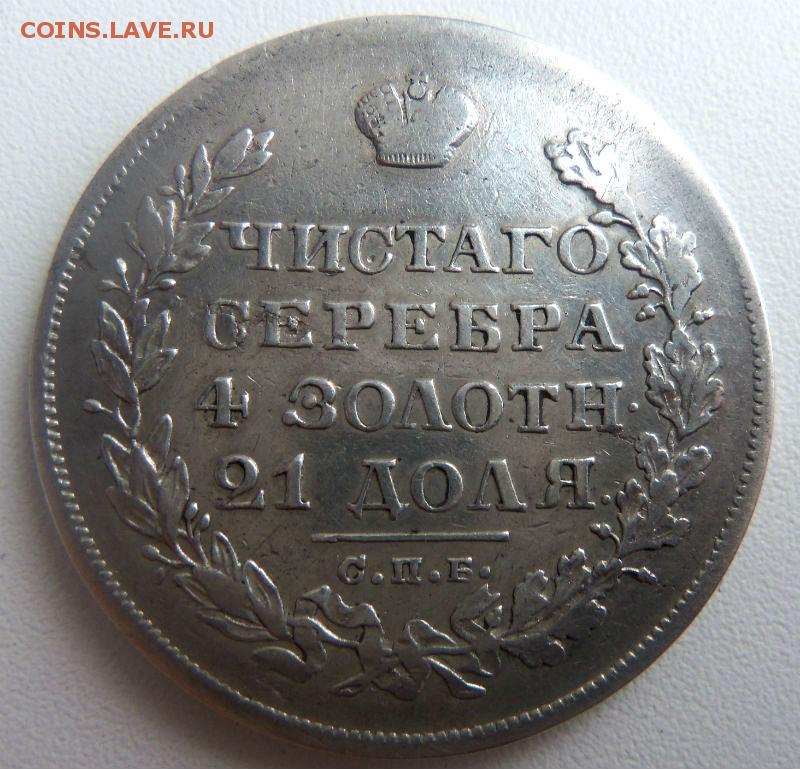 COINS.LAVE.RU
ЧИСТАГО
СЕРЕБРА
4 ЗОЛОТН.
21 ДОЛЯ.
С.П.Б.